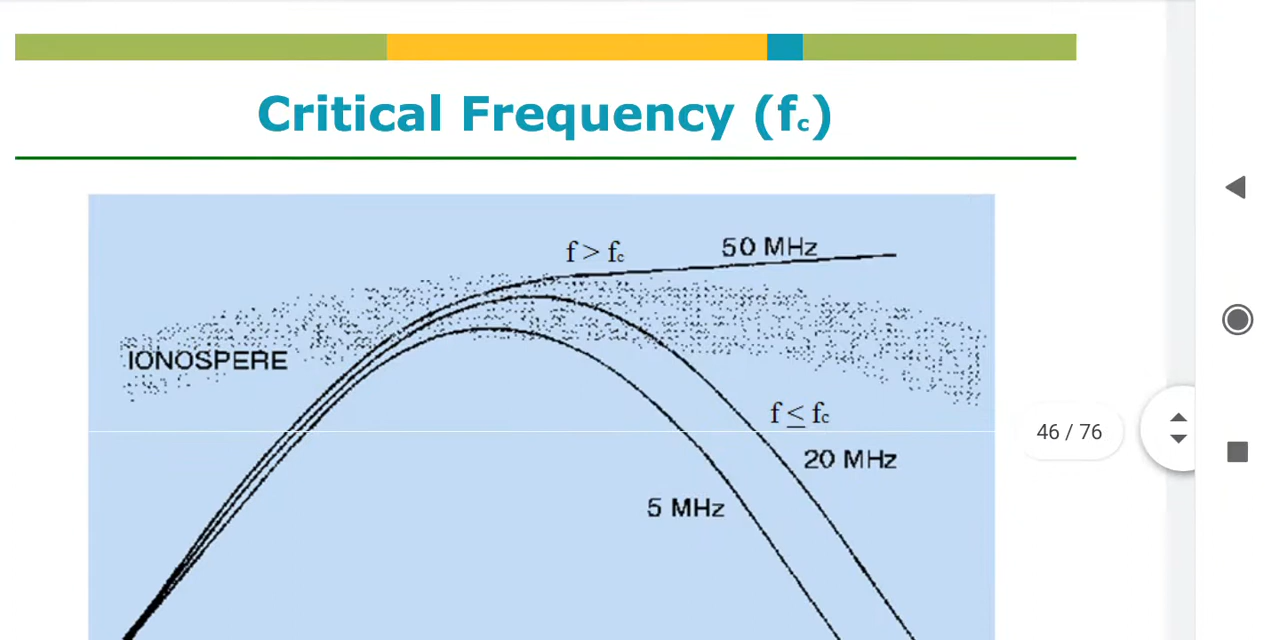 Critical Frequency (fc)
f > fc
50 MHz
IONOSPERE
f ≤ fc
46 / 76
20 MHz
5 MHz